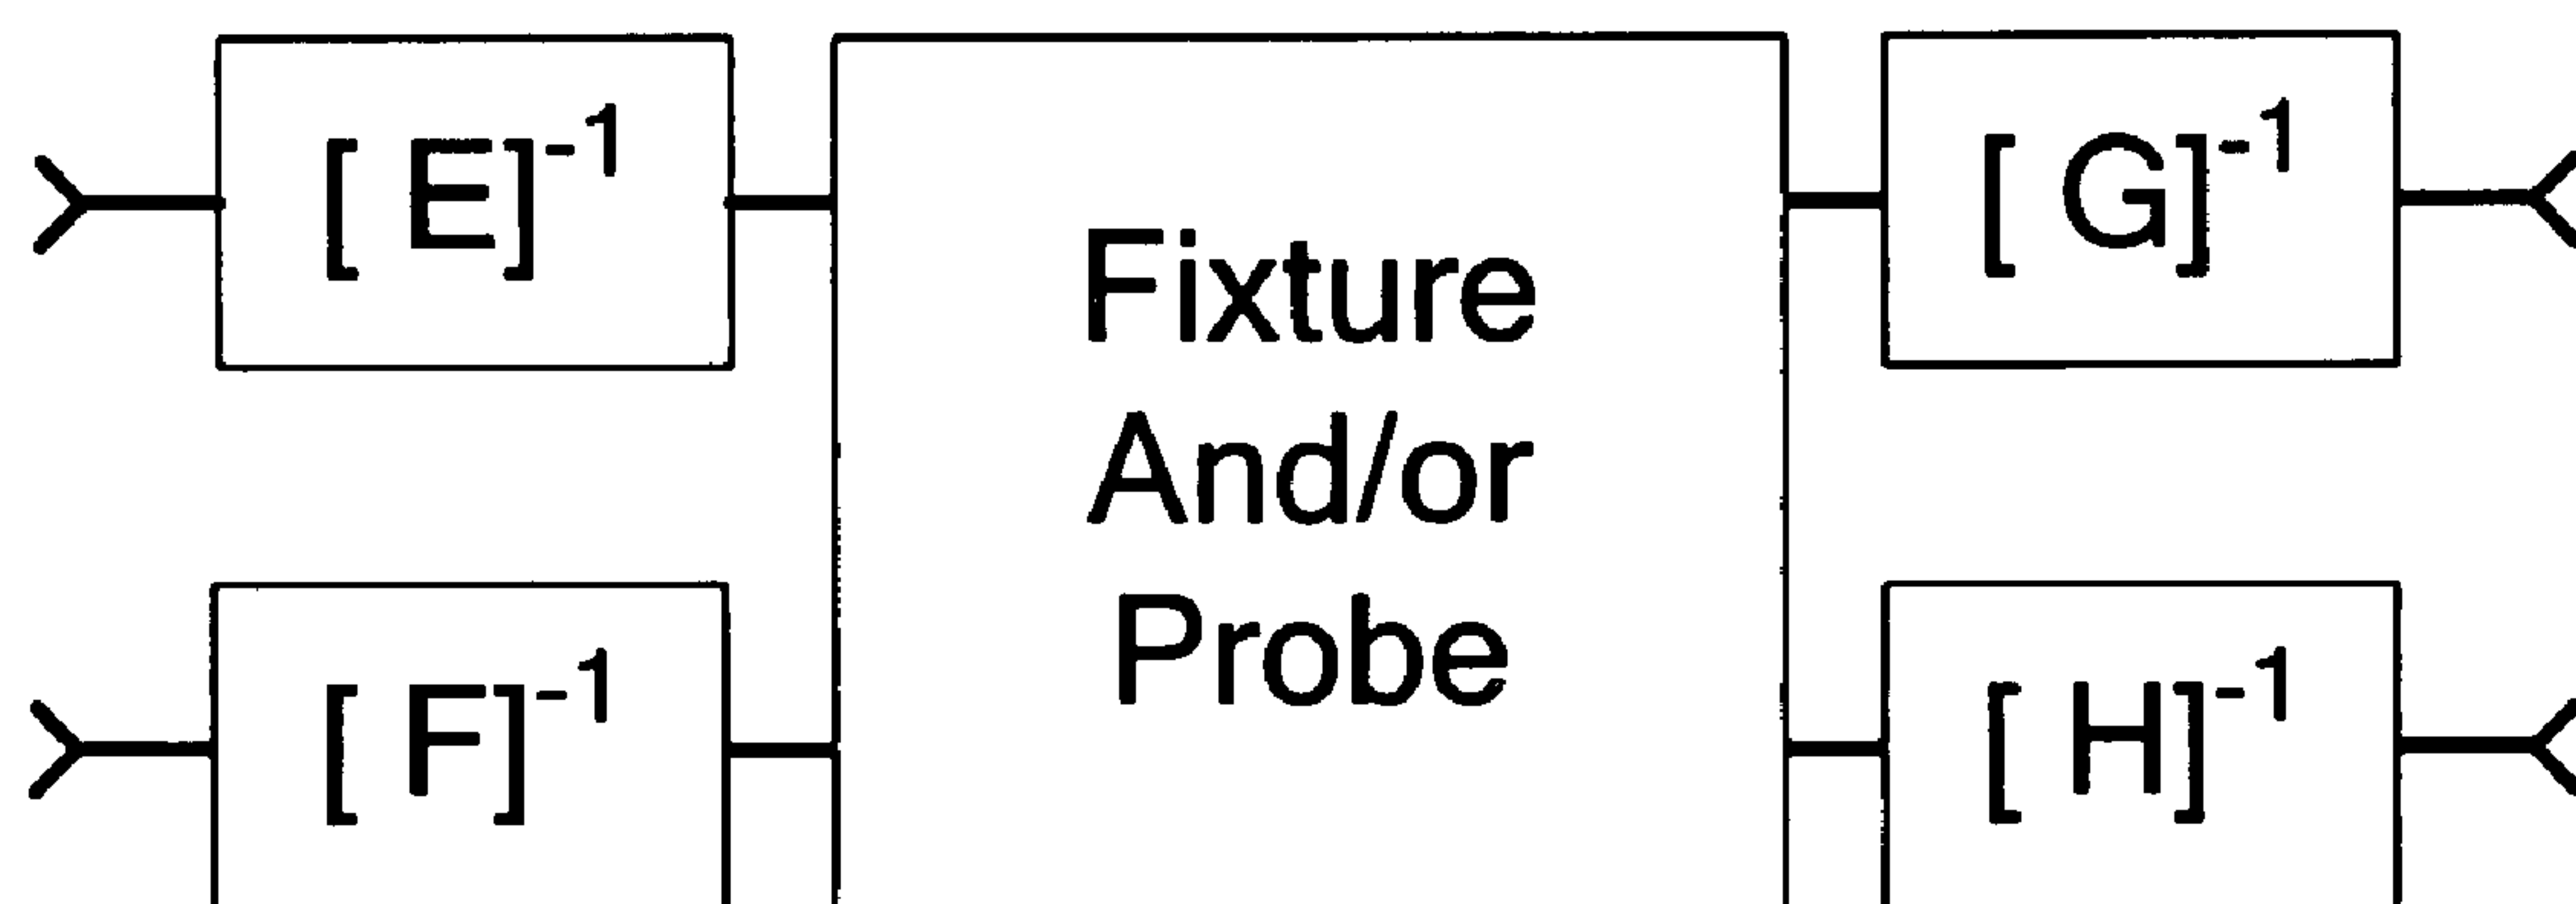 [ E]-1
Fixture
And/or
Probe
[ G]-1
[ F]-1
[ H]-1